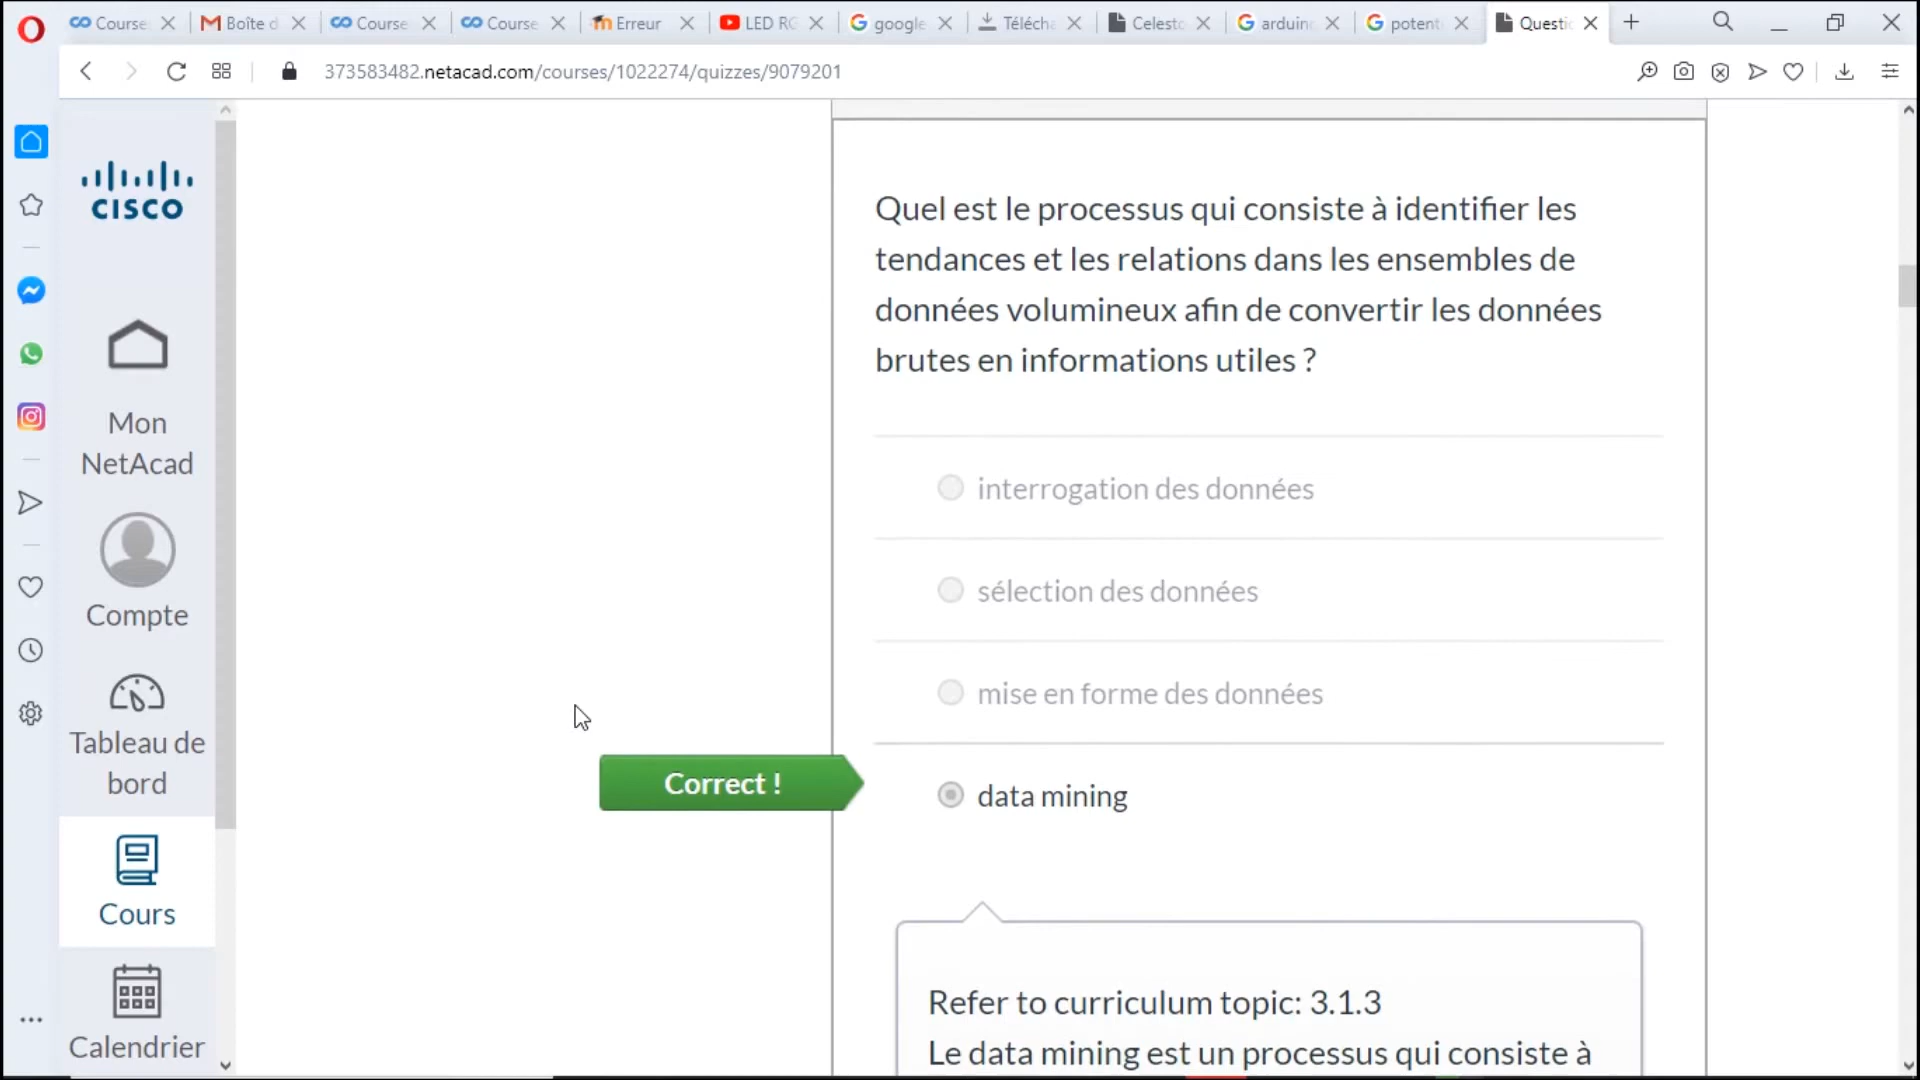 Course
Boîte d
Course
Course
Erreur
LED RG
google
Télécha
Celesto
arduin
potent
Questi
373583482.netacad.com/courses/1022274/quizzes/9079201
CISCO
Mon
NetAcad
Compte
Tableau de
bord
Cours
Calendrier
Quel est le processus qui consiste à identifier les
tendances et les relations dans les ensembles de
données volumineux afin de convertir les données
brutes en informations utiles ?
interrogation des données
sélection des données
mise en forme des données
Correct !
data mining
Refer to curriculum topic: 3.1.3
Le data mining est un processus qui consiste à